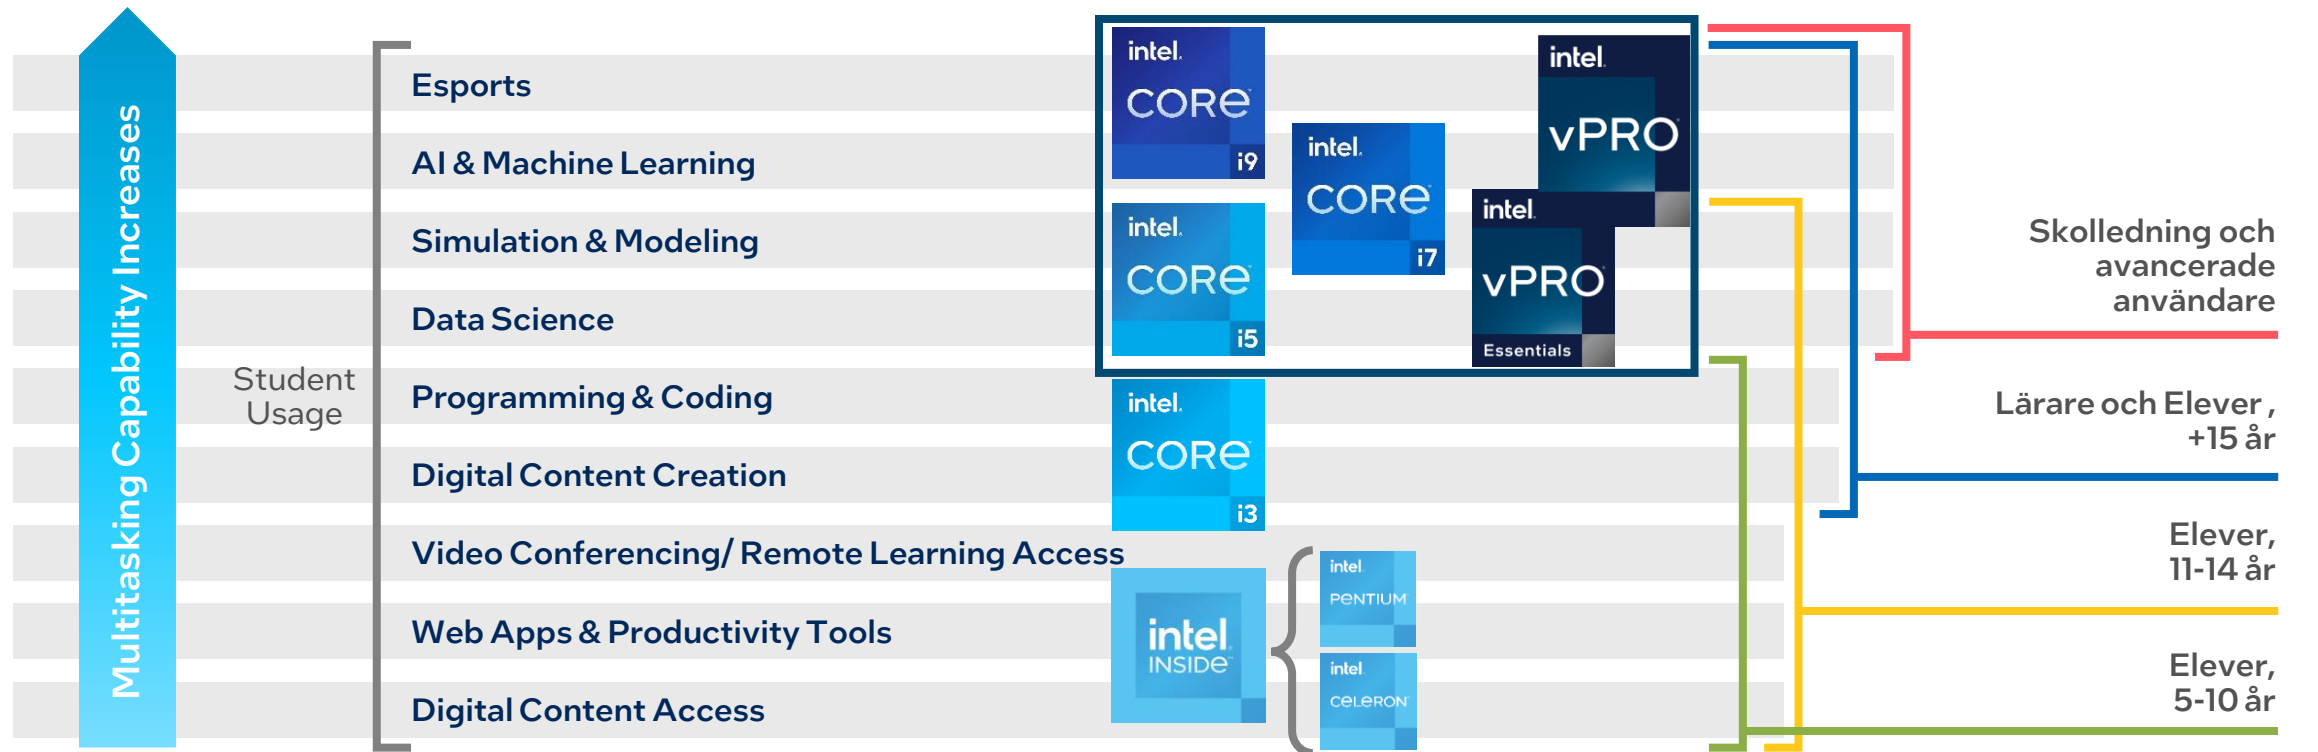 Multitasking Capability Increases
Student
Usage
Esports
AI & Machine Learning
Simulation & Modeling
Data Science
Programming & Coding
Digital Content Creation
Video Conferencing/ Remote Learning Access
Web Apps & Productivity Tools
Digital Content Access
intel.
CORe
i9
intel.
CORe
i7
intel.
CORe
i5
intel.
vPRO
intel.
vPRO
Essentials
intel.
CORe
i3
intel.
INSIDe™
intel.
PeNTIUM
intel.
CeLeRON
Skolledning och
avancerade
användare
Lärare och Elever ,
+15 år
Elever,
11-14 år
Elever,
5-10 år